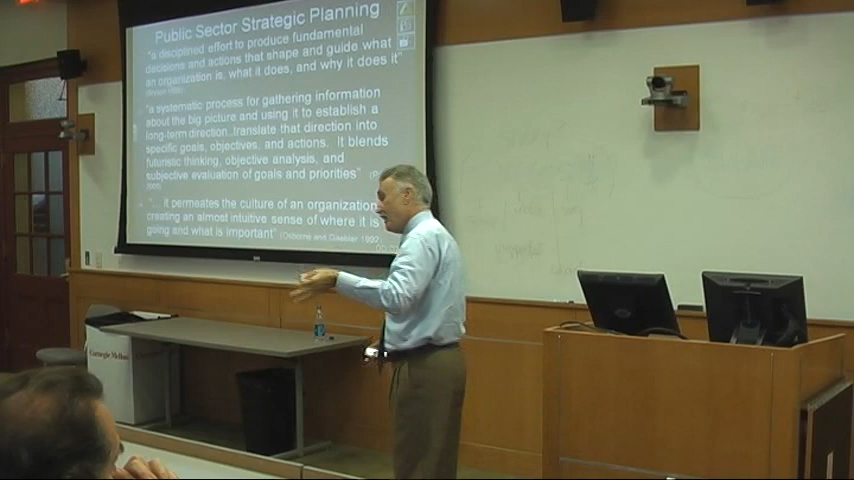 Public Sector Strategic Planning
"a disciplined effort to produce fundamental
decisions and actions that shape and guide what
an organization is, what it does, and why it does it"
"a systematic process for gathering information
about the big picture and using it to establish a
long-term direction..translate that direction into
specific goals, objectives, and actions. It blends
futuristic thinking, objective analysis, and
subjective evaluation of goals and priorities"
"... it permeates the culture of an organization,
creating an almost intuitive sense of where it is
going and what is important" (Osborne and Gaebler 1992)
Carnegie Mellon